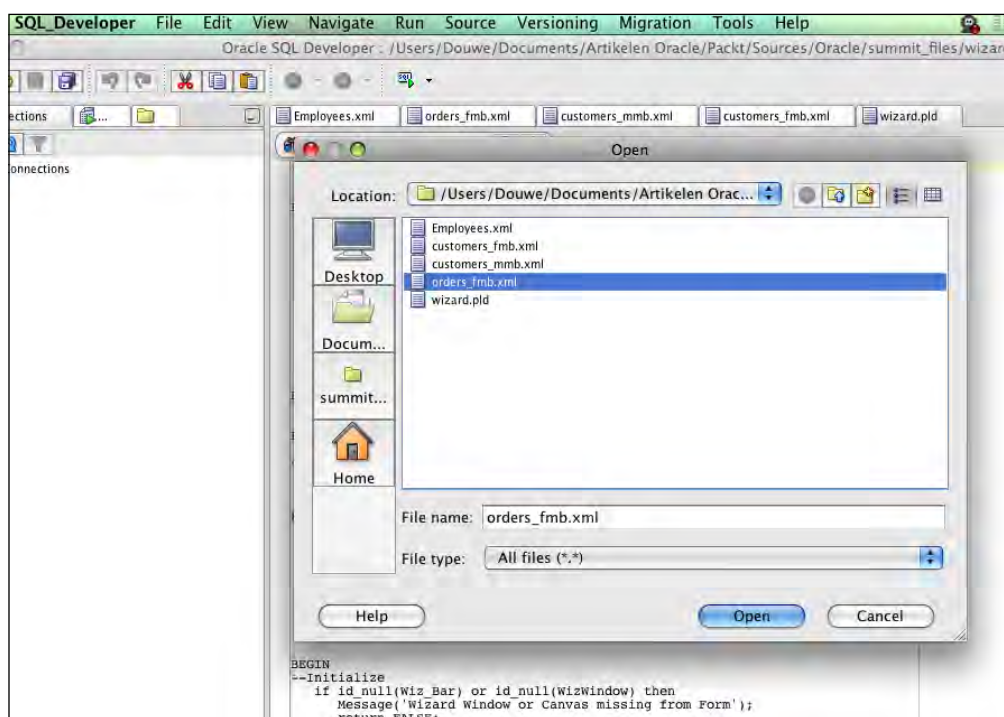 SQL_Developer File Edit View Navigate Run Source Versioning Migration Tools Help
Oracle SQL Developer : /Users/Douwe/Documents/Artikelen Oracle/Packt/Sources/Oracle/summit_files/wizar
ections
Employees.xml orders_fmb.xml customers_mmb.xml customers_fmb.xml wizard.pld
onnections
Open
Location: /Users/Douwe/Documents/Artikelen Orac...
Desktop
Docum...
summit...
Home
Employees.xml
customers_fmb.xml
customers_mmb.xml
orders_fmb.xml
wizard.pld
File name: orders_fmb.xml
File type: All files (*.*)
Help Open Cancel
BEGIN
--Initialize
if id_null(Wiz_Bar) or id_null(WizWindow) then
Message('Wizard Window or Canvas missing from Form');
return FALSE;